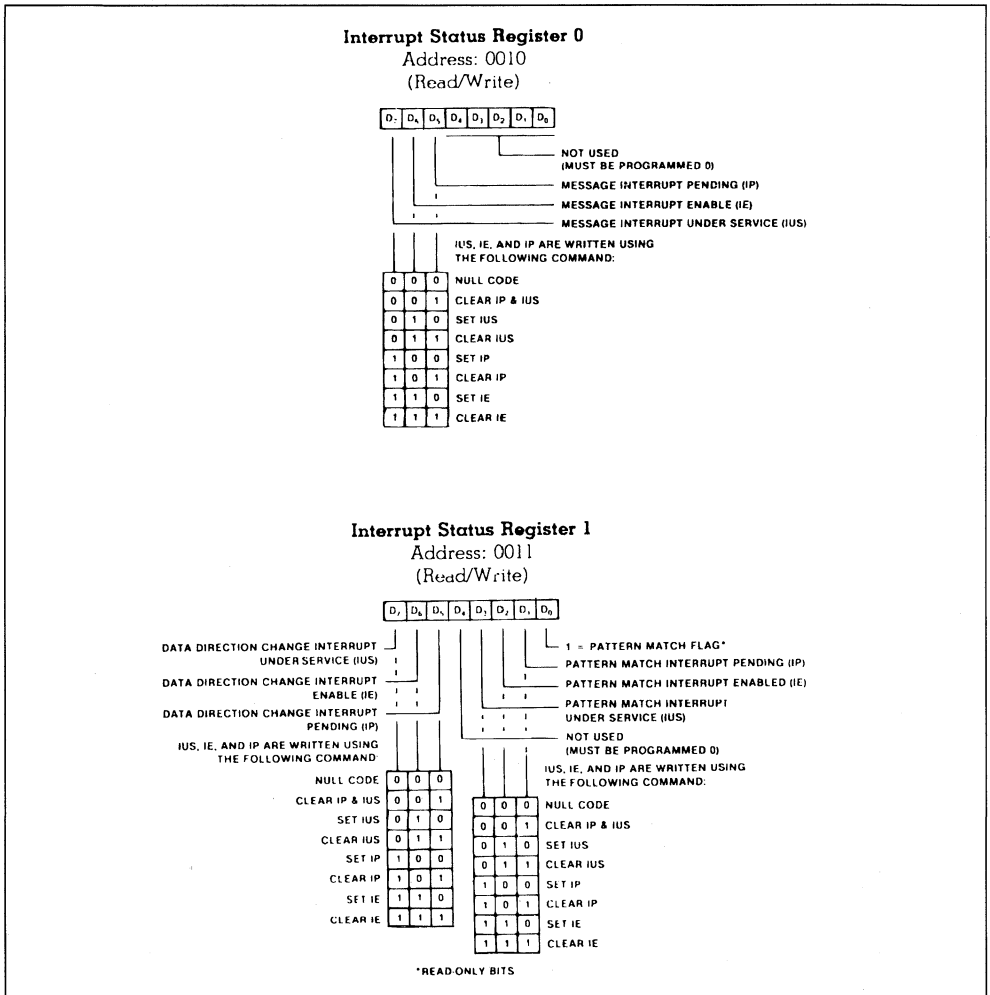 Interrupt Status Register 0
Address: 0010
(Read/Write)
D7 D6 D5 D4 D3 D2 D1 D0
NOT USED
(MUST BE PROGRAMMED 0)
MESSAGE INTERRUPT PENDING (IP)
MESSAGE INTERRUPT ENABLE (IE)
MESSAGE INTERRUPT UNDER SERVICE (IUS)
IUS, IE, AND IP ARE WRITTEN USING
THE FOLLOWING COMMAND:
0 0 0 NULL CODE
0 0 1 CLEAR IP & IUS
0 1 0 SET IUS
0 1 1 CLEAR IUS
1 0 0 SET IP
1 0 1 CLEAR IP
1 1 0 SET IE
1 1 1 CLEAR IE
Interrupt Status Register 1
Address: 0011
(Read/Write)
D7 D6 D5 D4 D3 D2 D1 D0
DATA DIRECTION CHANGE INTERRUPT
UNDER SERVICE (IUS)
DATA DIRECTION CHANGE INTERRUPT
ENABLE (IE)
DATA DIRECTION CHANGE INTERRUPT
PENDING (IP)
IUS, IE, AND IP ARE WRITTEN USING
THE FOLLOWING COMMAND
NULL CODE 0 0 0
CLEAR IP & IUS 0 0 1
SET IUS 0 1 0
CLEAR IUS 0 1 1
SET IP 1 0 0
CLEAR IP 1 0 1
SET IE 1 1 0
CLEAR IE 1 1 1
1 = PATTERN MATCH FLAG*
PATTERN MATCH INTERRUPT PENDING (IP)
PATTERN MATCH INTERRUPT ENABLED (IE)
PATTERN MATCH INTERRUPT
UNDER SERVICE (IUS)
NOT USED
(MUST BE PROGRAMMED 0)
IUS, IE, AND IP ARE WRITTEN USING
THE FOLLOWING COMMAND:
0 0 0 NULL CODE
0 0 1 CLEAR IP & IUS
0 1 0 SET IUS
0 1 1 CLEAR IUS
1 0 0 SET IP
1 0 1 CLEAR IP
1 1 0 SET IE
1 1 1 CLEAR IE
*READ-ONLY BITS